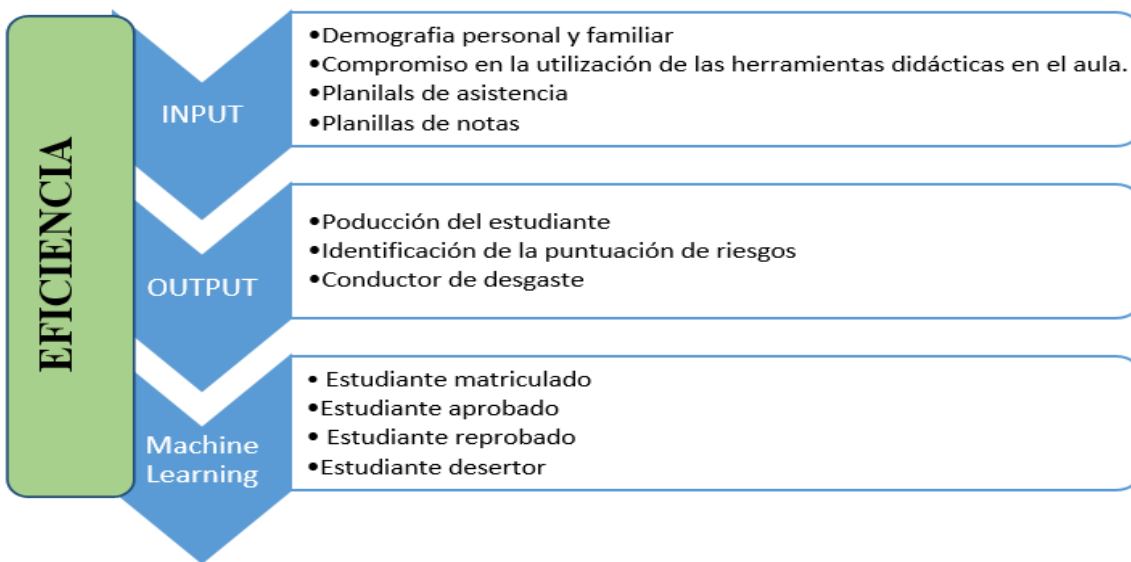 EFICIENCIA
INPUT
•Demografia personal y familiar
•Compromiso en la utilización de las herramientas didácticas en el aula.
•Planilals de asistencia
•Planillas de notas
OUTPUT
•Poducción del estudiante
•Identificación de la puntuación de riesgos
•Conductor de desgaste
Machine
Learning
• Estudiante matriculado
•Estudiante aprobado
• Estudiante reprobado
•Estudiante desertor